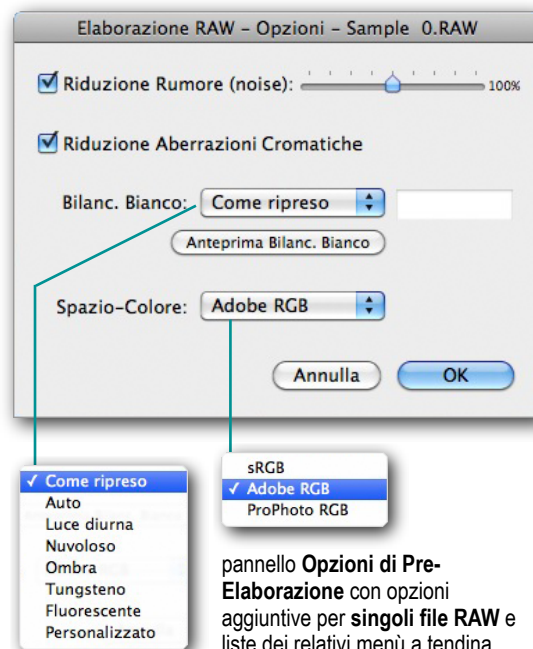 Elaborazione RAW – Opzioni – Sample 0.RAW
Riduzione Rumore (noise): 100%
Riduzione Aberrazioni Cromatiche
Bilanc. Bianco: Come ripreso
Anteprima Bilanc. Bianco
Spazio-Colore: Adobe RGB
Annulla OK
✓ Come ripreso
Auto
Luce diurna
Nuvoloso
Ombra
Tungsteno
Fluorescente
Personalizzato
sRGB
✓ Adobe RGB
ProPhoto RGB
pannello Opzioni di Pre-
Elaborazione con opzioni
aggiuntive per singoli file RAW e
liste dei relativi menù a tendina